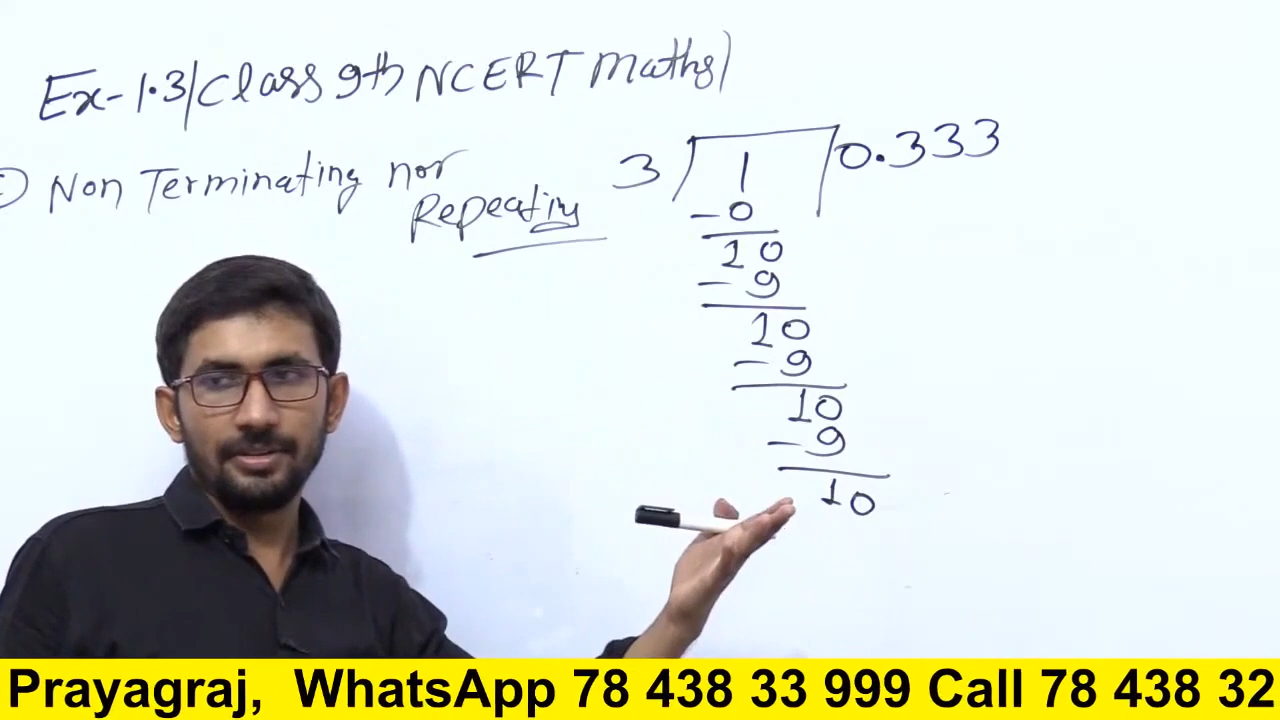 Ex-1.3/Class 9th NCERT Maths)
Non Terminating nor
Repeating
3) 1 (0.333
-0
10
-9
10
-9
10
-9
10
Prayagraj, WhatsApp 78 438 33 999 Call 78 438 32